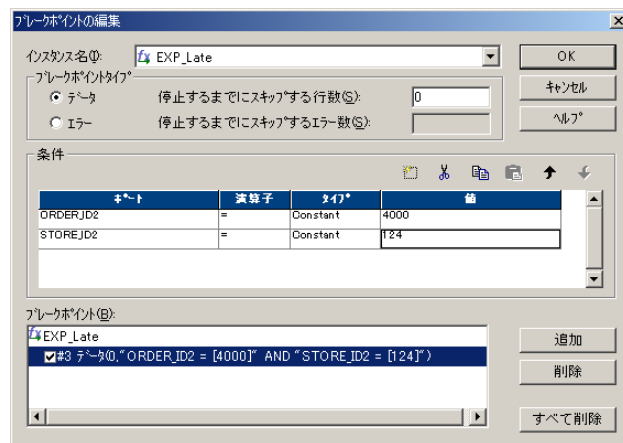 ブレークポイントの編集
インスタンス名(I): EXP_Late OK
ブレークポイントタイプ キャンセル
データ 停止するまでにスキップする行数(S): 0
エラー 停止するまでにスキップするエラー数(S): ヘルプ
条件
ポート 演算子 タイプ 値
ORDER_ID2 = Constant 4000
STORE_ID2 = Constant 124
ブレークポイント(B):
EXP_Late 追加
#3 データ(0,"ORDER_ID2 = [4000]" AND "STORE_ID2 = [124]")
削除
すべて削除